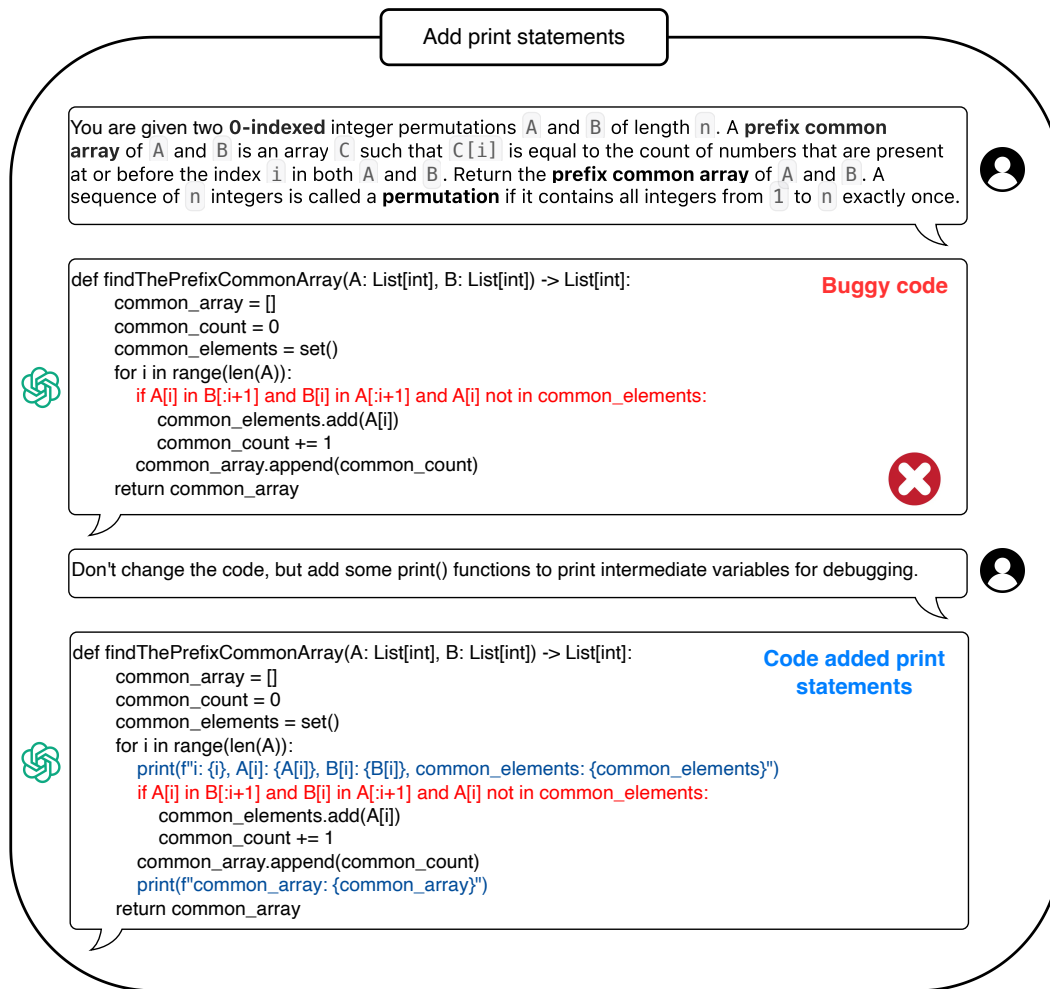 Add print statements
You are given two 0-indexed integer permutations A and B of length n. A prefix common
array of A and B is an array C such that C[i] is equal to the count of numbers that are present
at or before the index i in both A and B. Return the prefix common array of A and B. A
sequence of n integers is called a permutation if it contains all integers from 1 to n exactly once.
def findThePrefixCommonArray(A: List[int], B: List[int]) -> List[int]:
Buggy code
common_array = []
common_count = 0
common_elements = set()
for i in range(len(A)):
if A[i] in B[:i+1] and B[i] in A[:i+1] and A[i] not in common_elements:
common_elements.add(A[i])
common_count += 1
common_array.append(common_count)
return common_array
Don't change the code, but add some print() functions to print intermediate variables for debugging.
def findThePrefixCommonArray(A: List[int], B: List[int]) -> List[int]:
Code added print
statements
common_array = []
common_count = 0
common_elements = set()
for i in range(len(A)):
print(f"i: {i}, A[i]: {A[i]}, B[i]: {B[i]}, common_elements: {common_elements}")
if A[i] in B[:i+1] and B[i] in A[:i+1] and A[i] not in common_elements:
common_elements.add(A[i])
common_count += 1
common_array.append(common_count)
print(f"common_array: {common_array}")
return common_array